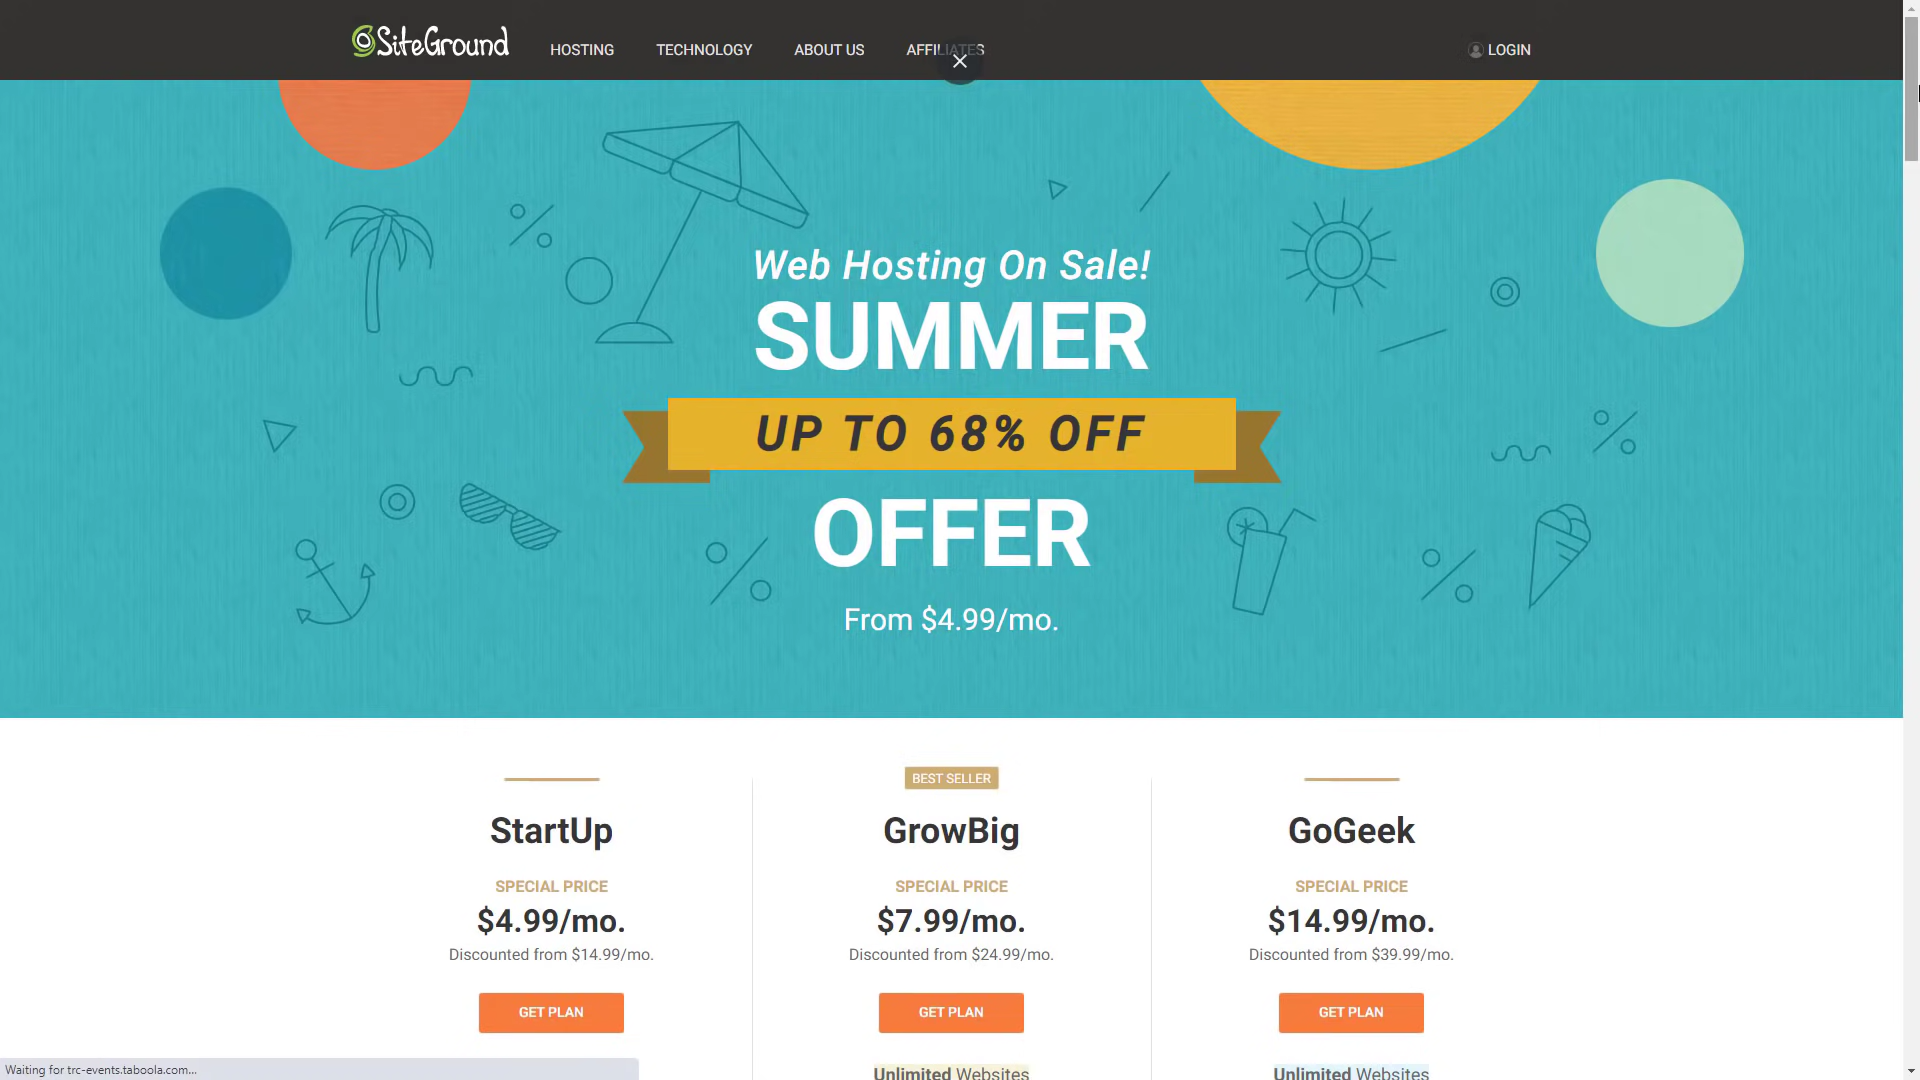 SiteGround
HOSTING
TECHNOLOGY
ABOUT US
AFFILIATES
LOGIN
Web Hosting On Sale!
SUMMER
UP TO 68% OFF
OFFER
From $4.99/mo.
StartUp
SPECIAL PRICE
$4.99/mo.
Discounted from $14.99/mo.
GET PLAN
BEST SELLER
GrowBig
SPECIAL PRICE
$7.99/mo.
Discounted from $24.99/mo.
GET PLAN
Unlimited Websites
GoGeek
SPECIAL PRICE
$14.99/mo.
Discounted from $39.99/mo.
GET PLAN
Unlimited Websites
Waiting for trc-events.taboola.com...